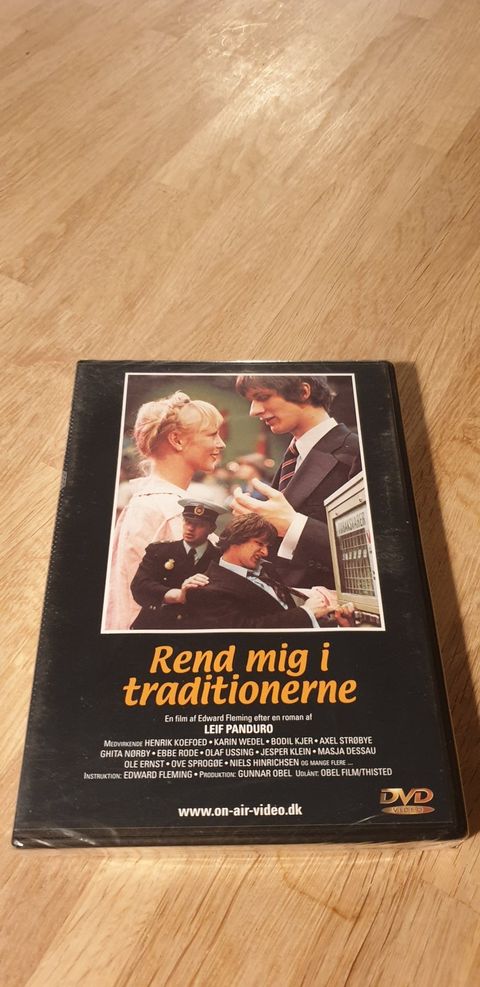 Rend mig i
traditionerne
En film af Edward Fleming efter en roman af
LEIF PANDURO
MEDVIRKENDE HENRIK KOEFOED • KARIN WEDEL • BODIL KJER • AXEL STRØBYE
GHITA NØRBY • EBBE RODE • OLAF USSING • JESPER KLEIN • MASJA DESSAU
OLE ERNST • OVE SPROGØE • NIELS HINRICHSEN OG MANGE FLERE ...
INSTRUKTION: EDWARD FLEMING • PRODUKTION: GUNNAR OBEL UDLÅNT: OBEL FILM/THISTED
www.on-air-video.dk
DVD
VIDEO